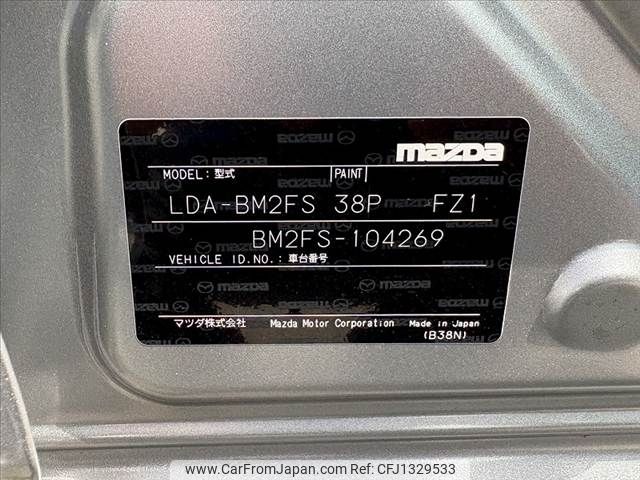 mazda
MODEL:型式 PAINT
LDA-BM2FS 38P FZ1
BM2FS-104269
VEHICLE ID.NO.:車台番号
マツダ株式会社 Mazda Motor Corporation Made in Japan
(B38N)
www.CarFromJapan.com - CFJ1329533